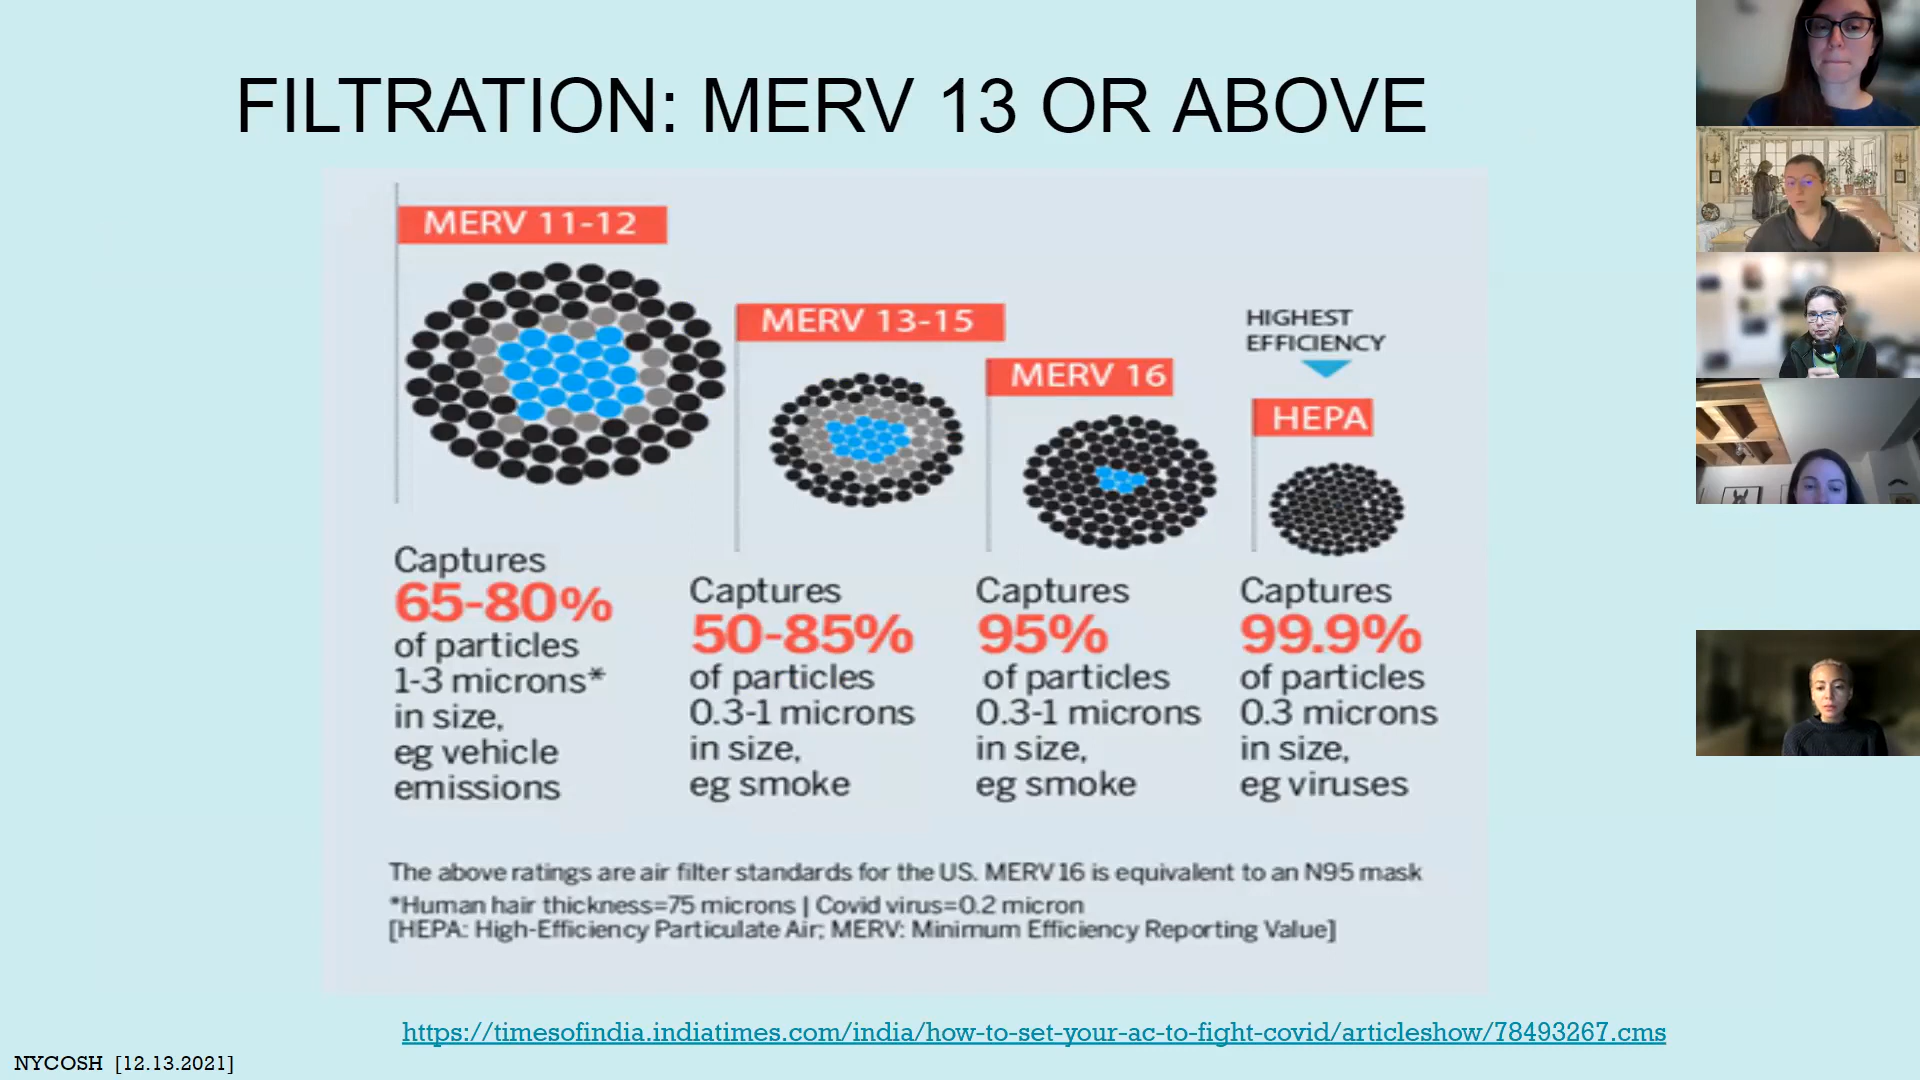 FILTRATION: MERV 13 OR ABOVE
MERV 11-12
Captures
65-80%
of particles
1-3 microns*
in size,
eg vehicle
emissions
MERV 13-15
Captures
50-85%
of particles
0.3-1 microns
in size,
eg smoke
MERV 16
Captures
95%
of particles
0.3-1 microns
in size,
eg smoke
HIGHEST
EFFICIENCY
HEPA
Captures
99.9%
of particles
0.3 microns
in size,
eg viruses
The above ratings are air filter standards for the US. MERV 16 is equivalent to an N95 mask
*Human hair thickness=75 microns | Covid virus=0.2 micron
[HEPA: High-Efficiency Particulate Air; MERV: Minimum Efficiency Reporting Value]
https://timesofindia.indiatimes.com/india/how-to-set-your-ac-to-fight-covid/articleshow/78493267.cms
NYCOSH [12.13.2021]